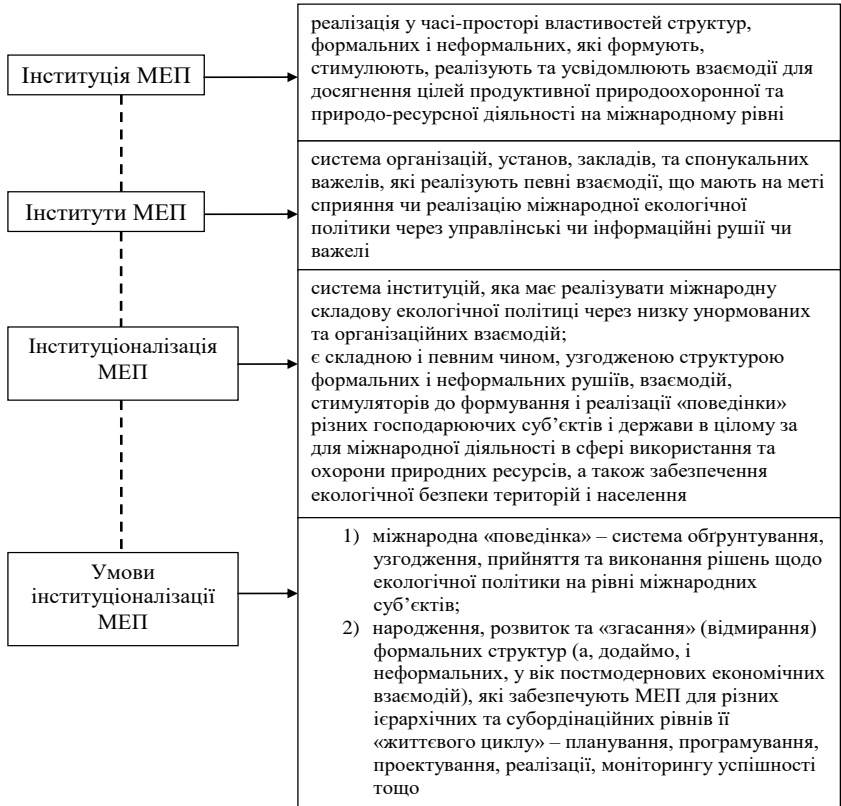 Інституція МЕП
реалізація у часі-просторі властивостей структур,
формальних і неформальних, які формують,
стимулюють, реалізують та усвідомлюють взаємодії для
досягнення цілей продуктивної природоохоронної та
природо-ресурсної діяльності на міжнародному рівні
Інститути МЕП
система організацій, установ, закладів, та спонукальних
важелів, які реалізують певні взаємодії, що мають на меті
сприяння чи реалізацію міжнародної екологічної
політики через управлінські чи інформаційні рушії чи
важелі
Інституціоналізація
МЕП
система інституцій, яка має реалізувати міжнародну
складову екологічної політиці через низку унормованих
та організаційних взаємодій;
є складною і певним чином, узгодженою структурою
формальних і неформальних рушіїв, взаємодій,
стимуляторів до формування і реалізації «поведінки»
різних господарюючих суб’єктів і держави в цілому за
для міжнародної діяльності в сфері використання та
охорони природних ресурсів, а також забезпечення
екологічної безпеки територій і населення
Умови
інституціоналізації
МЕП
1) міжнародна «поведінка» – система обґрунтування,
узгодження, прийняття та виконання рішень щодо
екологічної політики на рівні міжнародних
суб’єктів;
2) народження, розвиток та «згасання» (відмирання)
формальних структур (а, додаймо, і
неформальних, у вік постмодернових економічних
взаємодій), які забезпечують МЕП для різних
ієрархічних та субордінаційних рівнів її
«життєвого циклу» – планування, програмування,
проектування, реалізації, моніторингу успішності
тощо